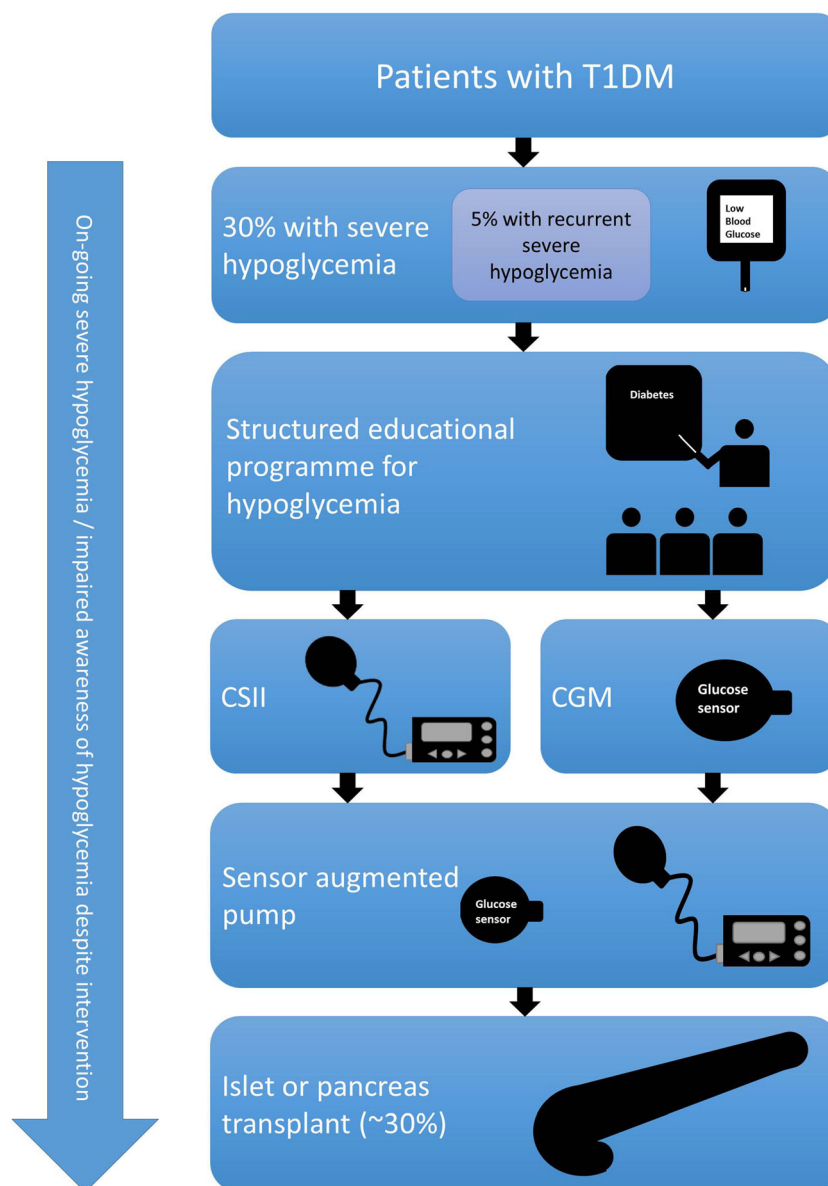 Patients with T1DM
On-going severe hypoglycemia / impaired awareness of hypoglycemia despite intervention
30% with severe
hypoglycemia
5% with recurrent
severe
hypoglycemia
Low
Blood
Glucose
Structured educational
programme for
hypoglycemia
Diabetes
CSII
CGM
Glucose
sensor
Sensor augmented
pump
Glucose
sensor
Islet or pancreas
transplant (~30%)